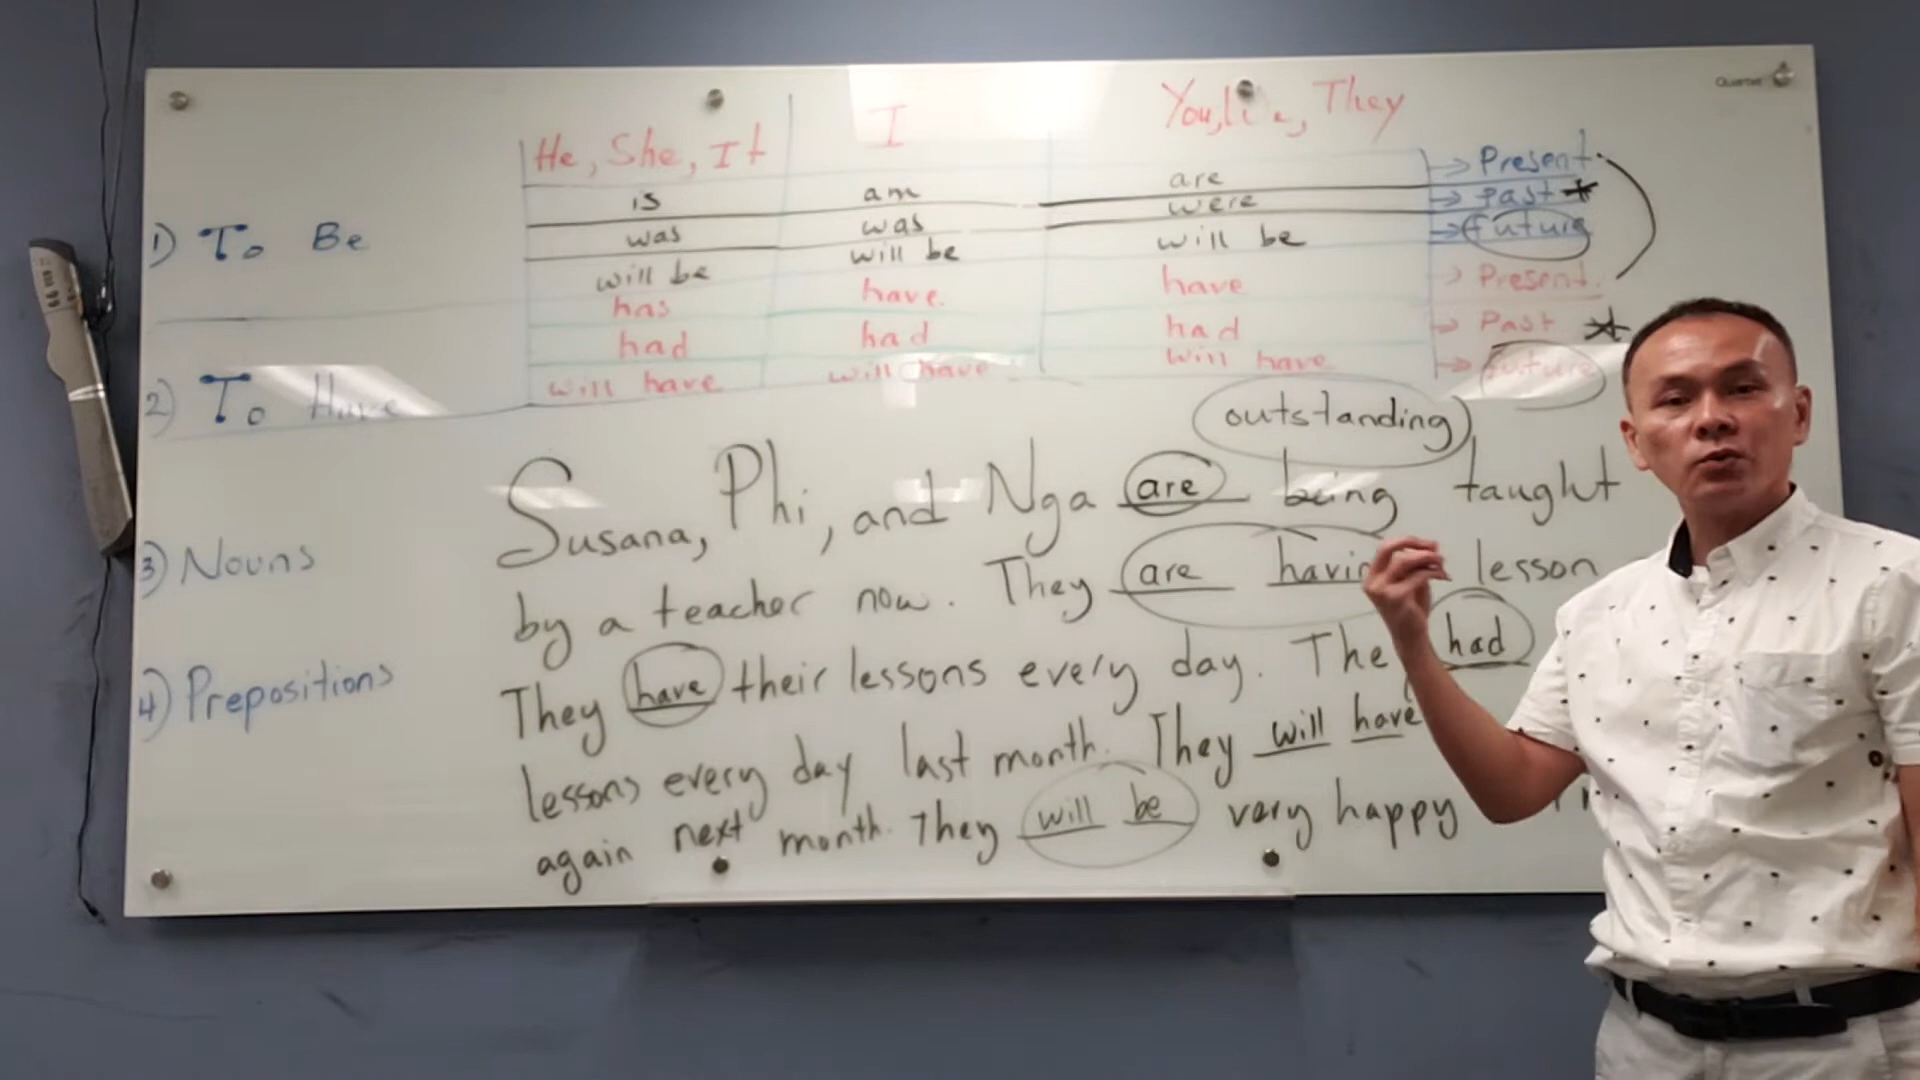 Quartet
He, She, It I You, , They
is am are → Present
was was were → Past *
1) To Be will be will be will be → future
has have have → Present
had had had → Past *
2) To Have will have will have will have → future
outstanding
Susana, Phi, and Nga are being taught
3) Nouns
by a teacher now. They are lesson
4) Prepositions
They have their lessons every day. had
lessons every day last month. They will have
again next month. They will be very happy